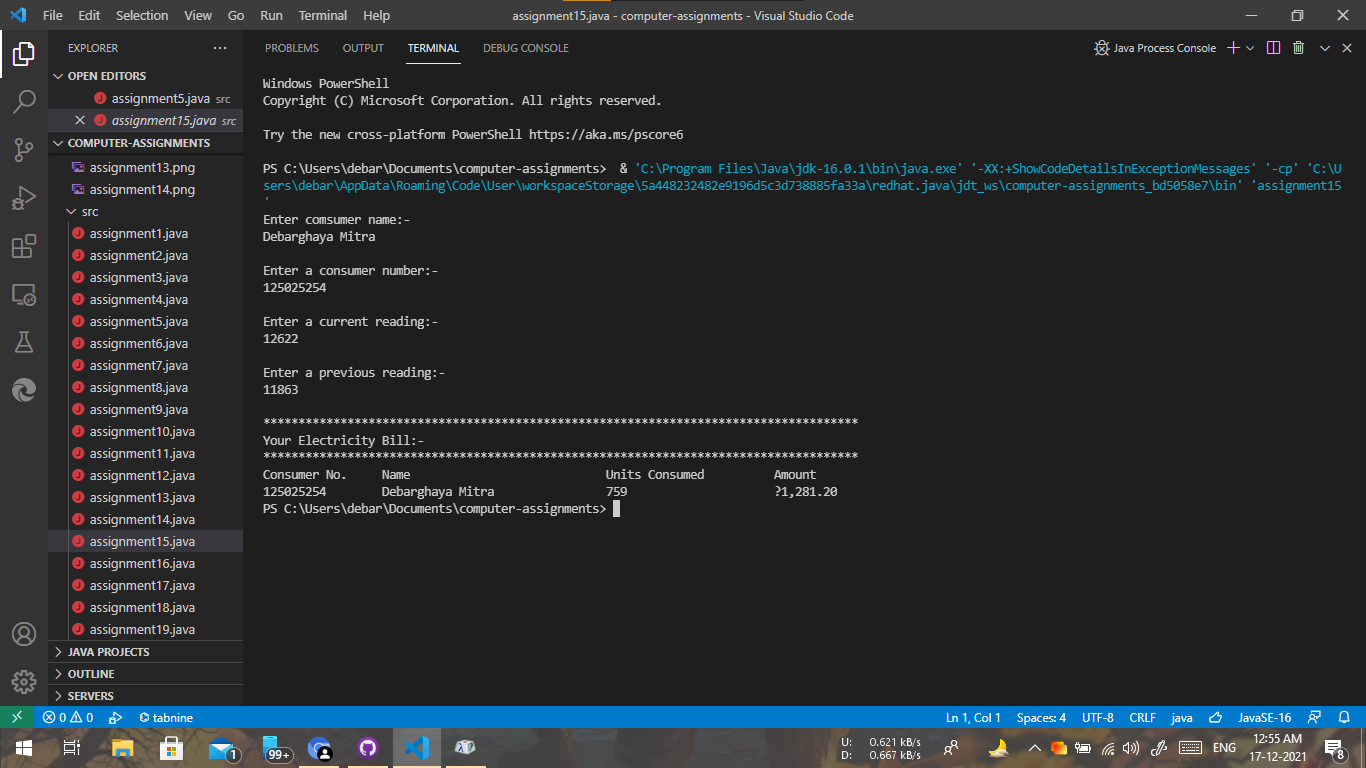 File Edit Selection View Go Run Terminal Help
assignment15.java - computer-assignments - Visual Studio Code
EXPLORER
OPEN EDITORS
assignment5.java src
assignment15.java src
COMPUTER-ASSIGNMENTS
assignment13.png
assignment14.png
src
assignment1.java
assignment2.java
assignment3.java
assignment4.java
assignment5.java
assignment6.java
assignment7.java
assignment8.java
assignment9.java
assignment10.java
assignment11.java
assignment12.java
assignment13.java
assignment14.java
assignment15.java
assignment16.java
assignment17.java
assignment18.java
assignment19.java
JAVA PROJECTS
OUTLINE
SERVERS
PROBLEMS OUTPUT TERMINAL DEBUG CONSOLE
Java Process Console
Windows PowerShell
Copyright (C) Microsoft Corporation. All rights reserved.
Try the new cross-platform PowerShell https://aka.ms/pscore6
PS C:\Users\debar\Documents\computer-assignments>  & 'C:\Program Files\Java\jdk-16.0.1\bin\java.exe' '-XX:+ShowCodeDetailsInExceptionMessages' '-cp' 'C:\U
sers\debar\AppData\Roaming\Code\User\workspaceStorage\5a448232482e9196d5c3d738885fa33a\redhat.java\jdt_ws\computer-assignments_bd5058e7\bin' 'assignment15
'
Enter comsumer name:-
Debarghaya Mitra
Enter a consumer number:-
125025254
Enter a current reading:-
12622
Enter a previous reading:-
11863
*************************************************************************************
Your Electricity Bill:-
*************************************************************************************
Consumer No. Name Units Consumed Amount
125025254 Debarghaya Mitra 759 ?1,281.20
PS C:\Users\debar\Documents\computer-assignments>
0 0 tabnine
Ln 1, Col 1 Spaces: 4 UTF-8 CRLF java JavaSE-16
1 99+
U: 0.621 kB/s
D: 0.667 kB/s
ENG
12:55 AM
17-12-2021
8